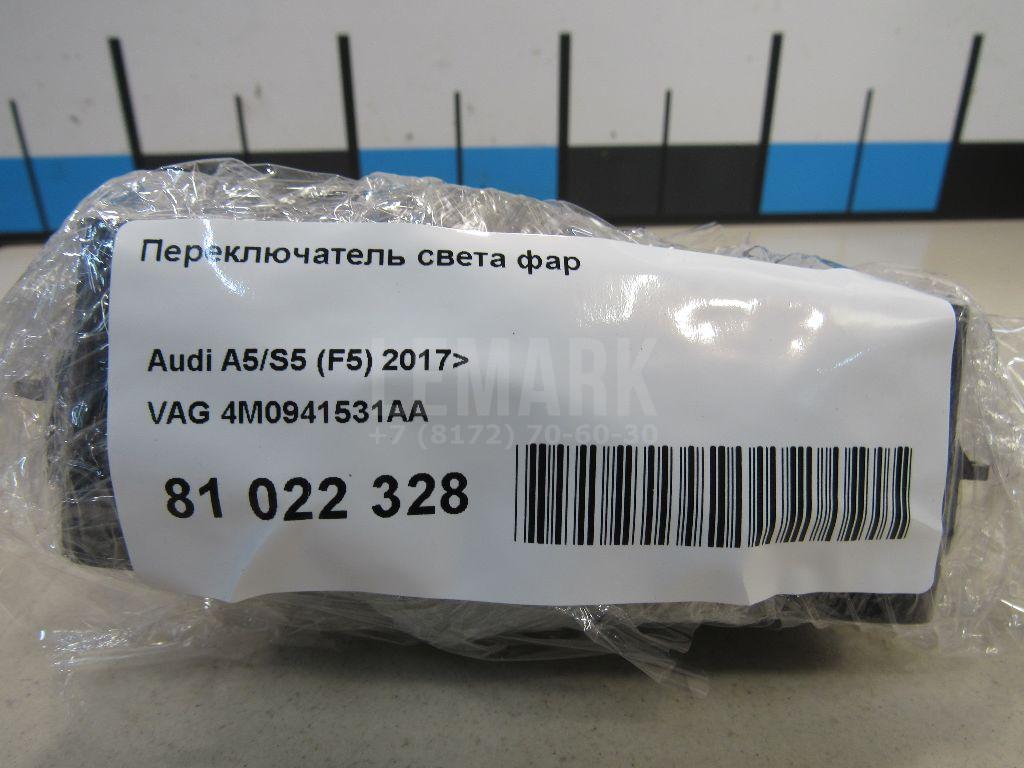 Переключатель света фар
Audi A5/S5 (F5) 2017>
LEMARK
VAG 4M0941531AA
+7 (8172) 70-60-30
81 022 328